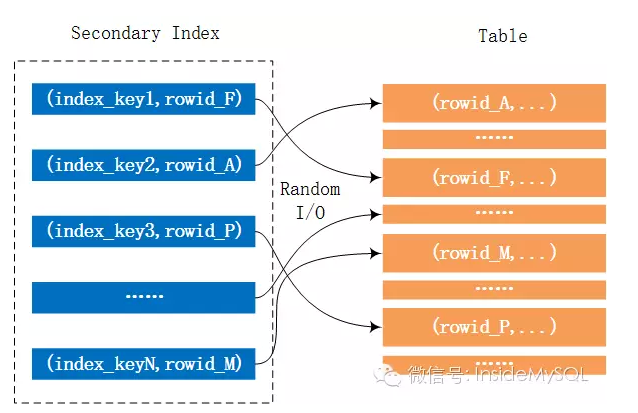 Secondary Index
Table
(index_key1,rowid_F)
(index_key2,rowid_A)
(index_key3,rowid_P)
......
(index_keyN,rowid_M)
Random
I/O
(rowid_A,...)
......
(rowid_F,...)
......
(rowid_M,...)
......
(rowid_P,...)
......
微信号: InsideMySQL